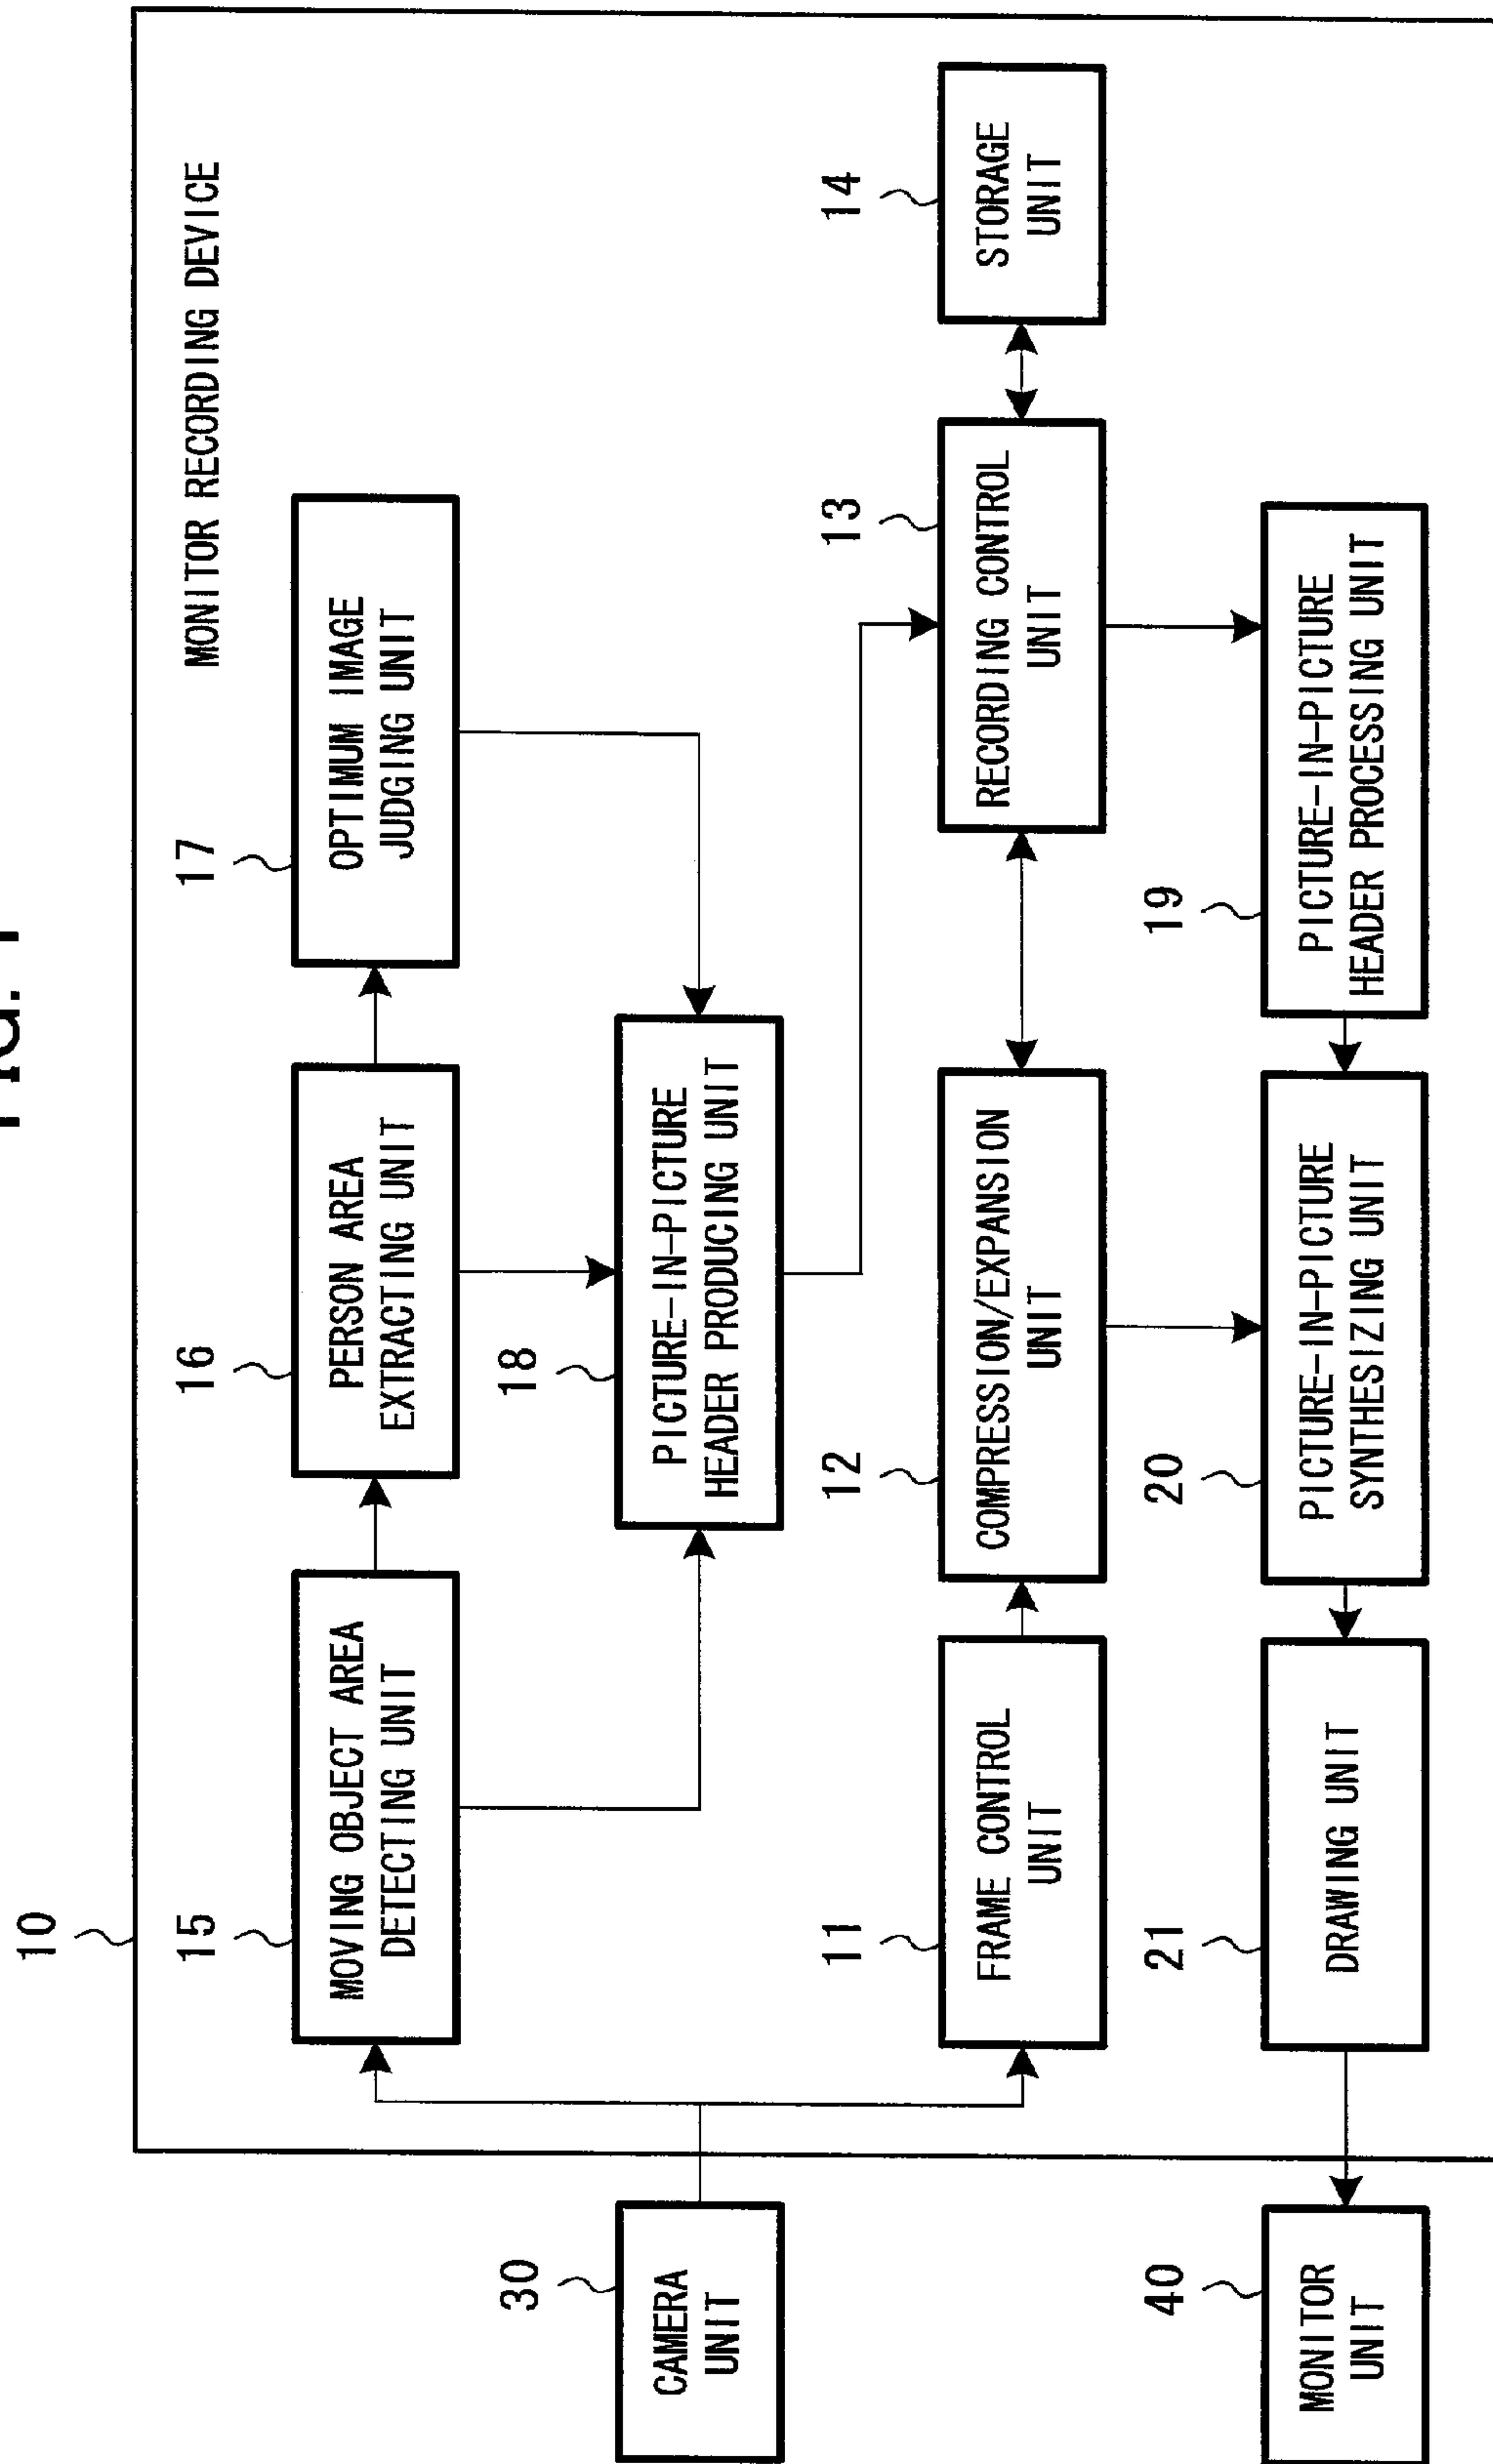 FIG. 1
10
MONITOR RECORDING DEVICE
15
MOVING OBJECT AREA
DETECTING UNIT
16
PERSON AREA
EXTRACTING UNIT
17
OPTIMUM IMAGE
JUDGING UNIT
30
CAMERA
UNIT
18
PICTURE-IN-PICTURE
HEADER PRODUCING UNIT
11
FRAME CONTROL
UNIT
12
COMPRESSION/EXPANSION
UNIT
13
RECORDING CONTROL
UNIT
14
STORAGE
UNIT
40
MONITOR
UNIT
21
DRAWING UNIT
20
PICTURE-IN-PICTURE
SYNTHESIZING UNIT
19
PICTURE-IN-PICTURE
HEADER PROCESSING UNIT